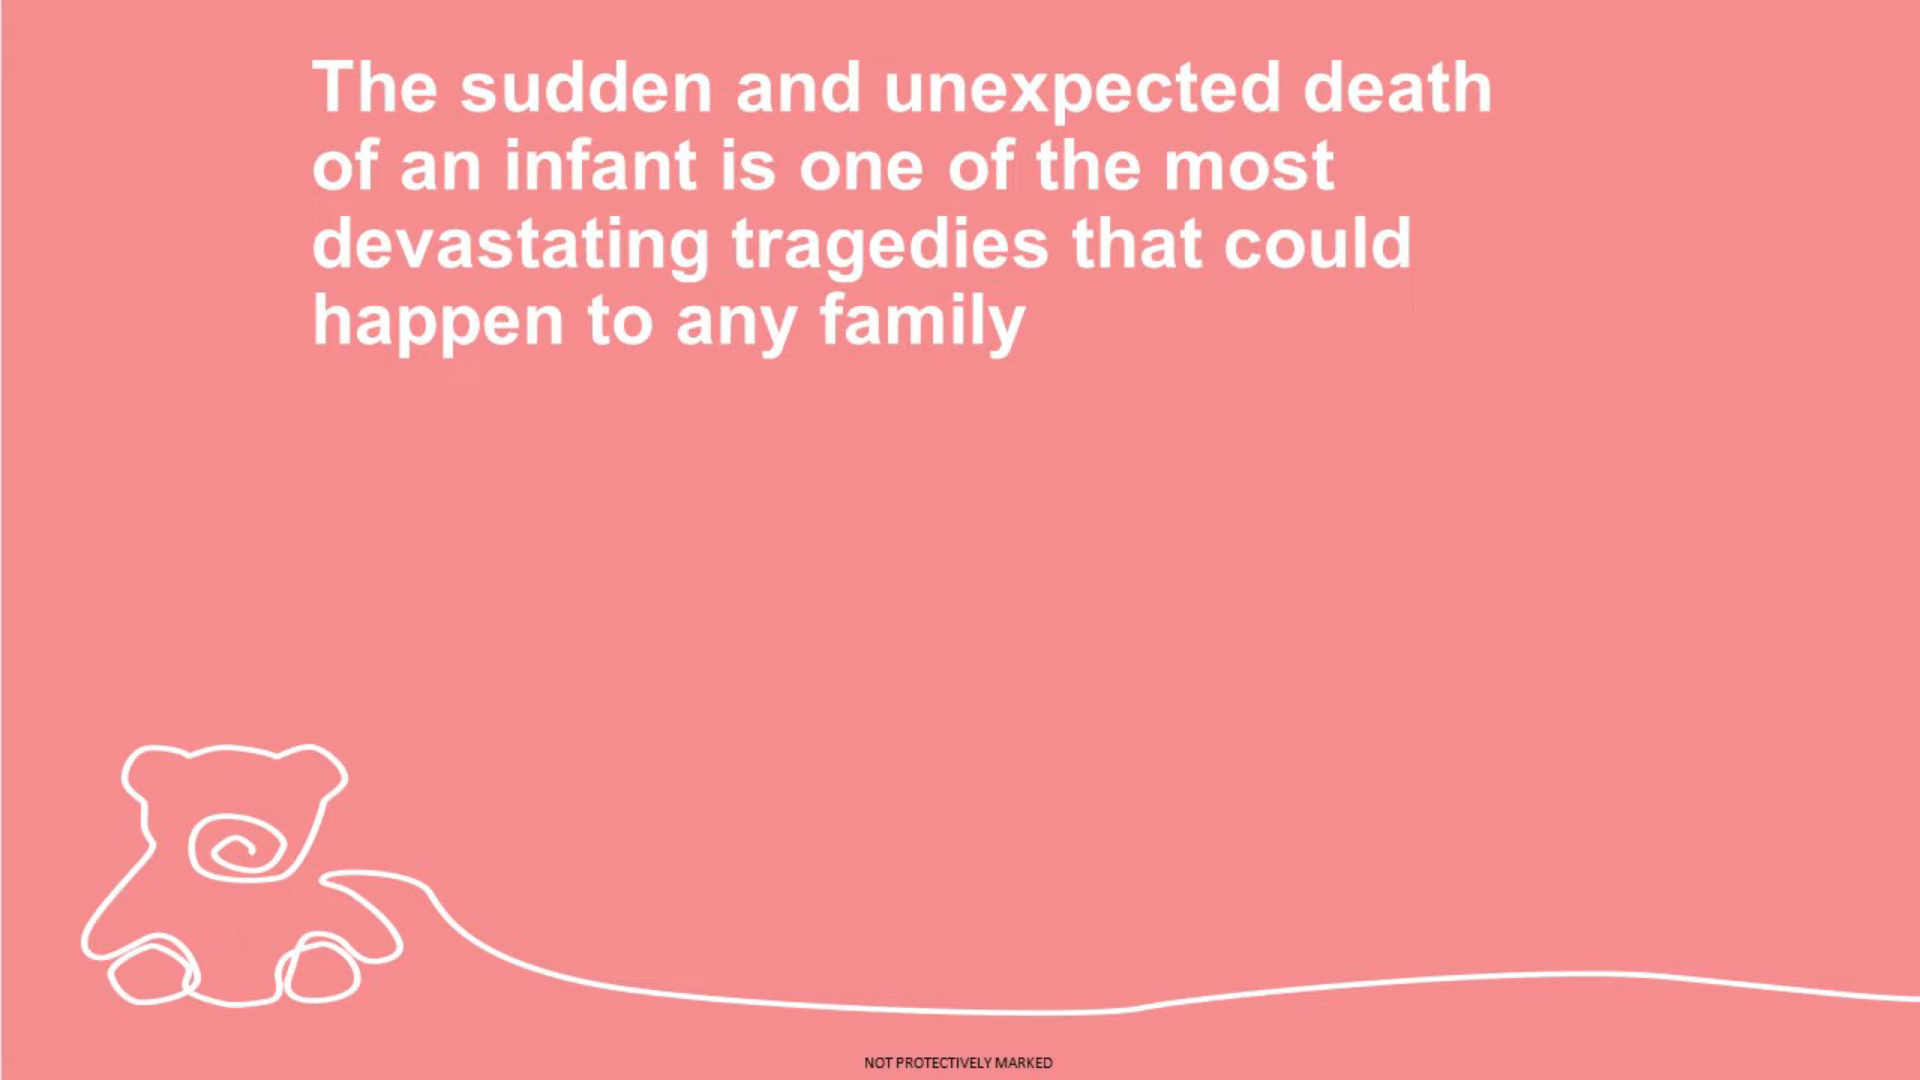 The sudden and unexpected death
of an infant is one of the most
devastating tragedies that could
happen to any family
NOT PROTECTIVELY MARKED